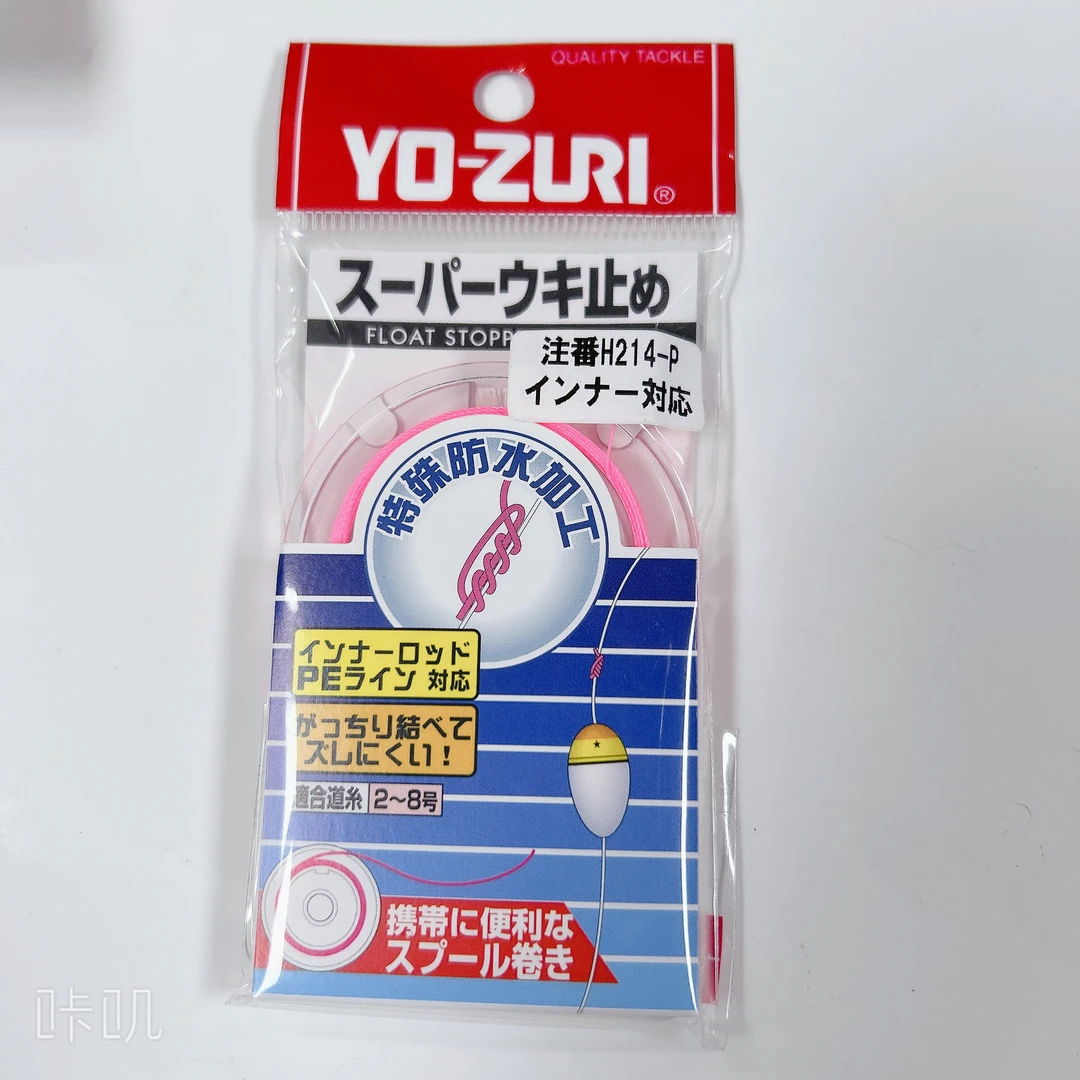 QUALITY TACKLE
YO-ZURI®
スーパーウキ止め
FLOAT STOPP
注番H214-P
インナー対応
特殊防水加工
インナーロッド
PEライン 対応
がっちり結べて
ズレにくい!
適合道糸 2〜8号
携帯に便利な
スプール巻き
咔叽